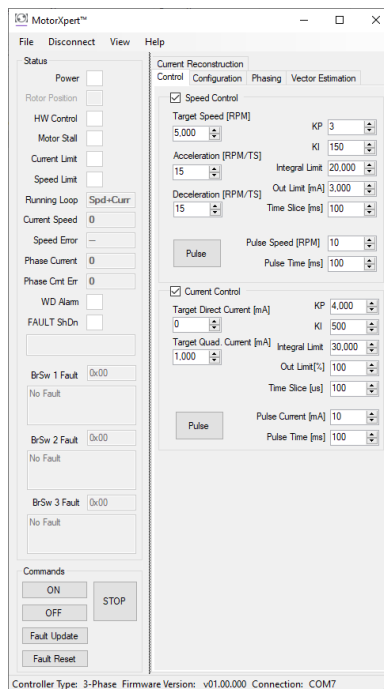 MotorXpert™
File Disconnect View Help
Status
Power
Rotor Position
HW Control
Motor Stall
Current Limit
Speed Limit
Running Loop Spd+Curr
Current Speed 0
Speed Error --
Phase Current 0
Phase Crnt Err 0
WD Alarm
FAULT ShDn
BrSw 1 Fault 0x00
No Fault
BrSw 2 Fault 0x00
No Fault
BrSw 3 Fault 0x00
No Fault
Commands
ON
OFF
STOP
Fault Update
Fault Reset
Current Reconstruction
Control Configuration Phasing Vector Estimation
Speed Control
Target Speed [RPM]
5,000
Acceleration [RPM/TS]
15
Deceleration [RPM/TS]
15
KP 3
KI 150
Integral Limit 20,000
Out Limit [mA] 3,000
Time Slice [ms] 100
Pulse
Pulse Speed [RPM] 10
Pulse Time [ms] 100
Current Control
Target Direct Current [mA]
0
Target Quad. Current [mA]
1,000
KP 4,000
KI 500
Integral Limit 30,000
Out Limit[%] 100
Time Slice [us] 100
Pulse
Pulse Current [mA] 10
Pulse Time [ms] 100
Controller Type: 3-Phase Firmware Version: v01.00.000 Connection: COM7